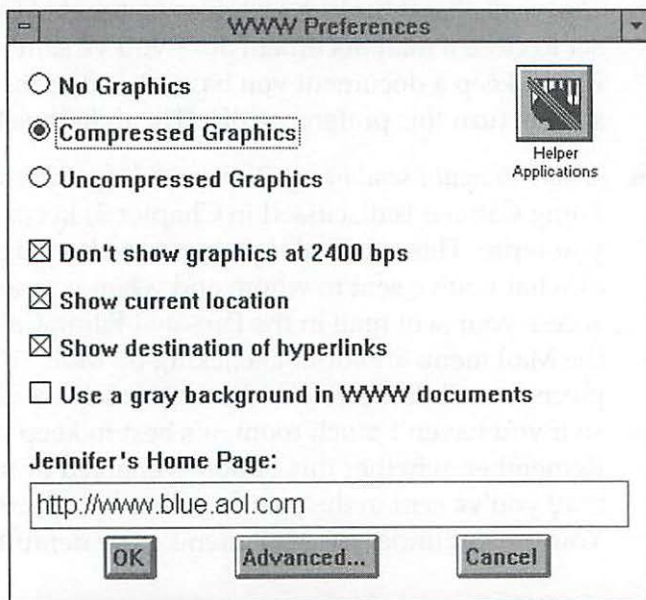 WWW Preferences
No Graphics
Compressed Graphics
Uncompressed Graphics
Helper
Applications
Don't show graphics at 2400 bps
Show current location
Show destination of hyperlinks
Use a gray background in WWW documents
Jennifer's Home Page:
http://www.blue.aol.com
OK
Advanced...
Cancel